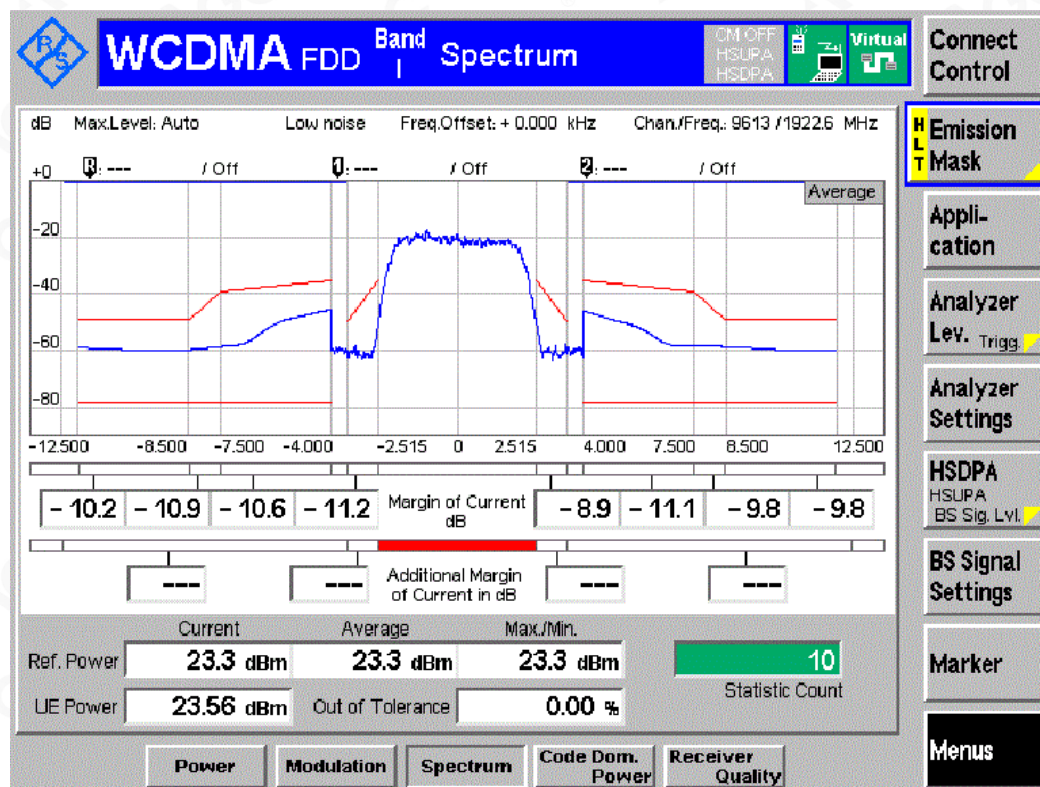 R S
WCDMA FDD Band I Spectrum
CM OFF
HSUPA
HSDPA
Virtual
Connect Control
dB Max.Level: Auto Low noise Freq.Offset: + 0.000 kHz Chan./Freq.: 9613 / 1922.6 MHz
HLT Emission Mask
R: --- / Off 1: --- / Off 2: --- / Off
Average
+0
-20
-40
-60
-80
Appli-
cation
Analyzer
Lev. Trigg.
Analyzer
Settings
-12.500 -8.500 -7.500 -4.000 -2.515 0 2.515 4.000 7.500 8.500 12.500
HSDPA
HSUPA
BS Sig. Lvl.
- 10.2 - 10.9 - 10.6 - 11.2 Margin of Current dB - 8.9 - 11.1 - 9.8 - 9.8
--- --- Additional Margin of Current in dB --- ---
BS Signal
Settings
Current Average Max./Min.
Ref. Power 23.3 dBm 23.3 dBm 23.3 dBm 10
Statistic Count
UE Power 23.56 dBm Out of Tolerance 0.00 %
Marker
Menus
Power Modulation Spectrum Code Dom. Power Receiver Quality